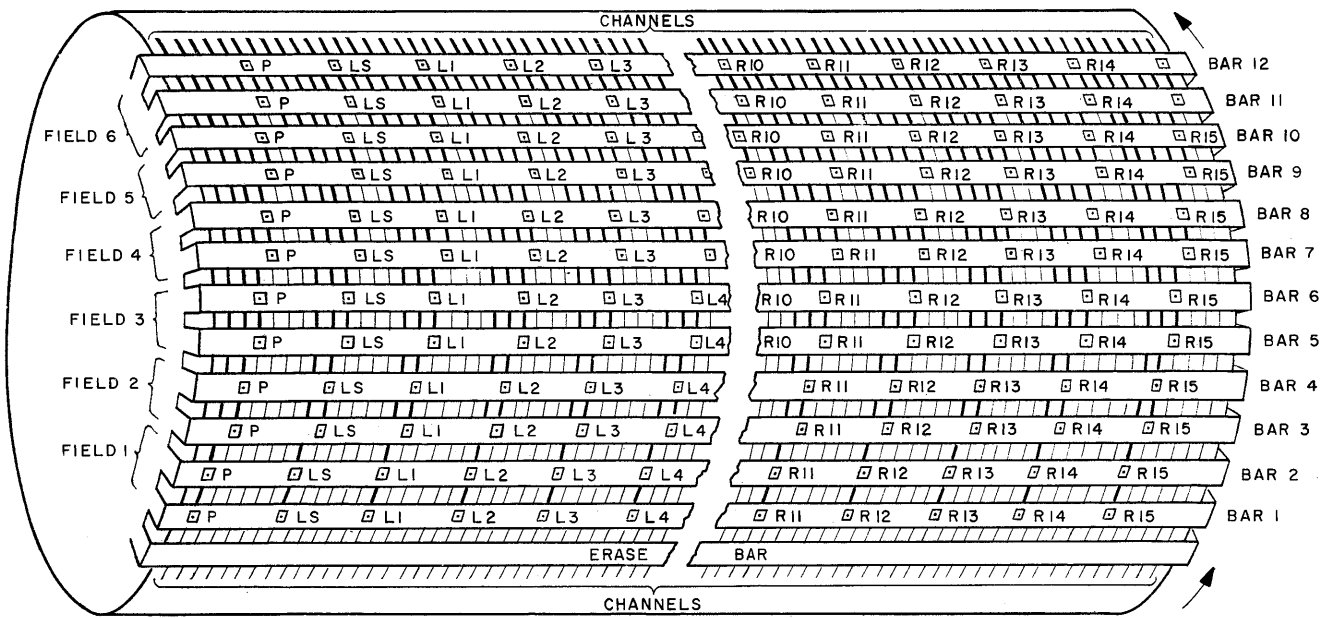 CHANNELS
P LS L1 L2 L3 R10 R11 R12 R13 R14 BAR 12
P LS L1 L2 L3 R10 R11 R12 R13 R14 BAR 11
FIELD 6
P LS L1 L2 L3 R10 R11 R12 R13 R14 R15 BAR 10
P LS L1 L2 L3 R10 R11 R12 R13 R14 R15 BAR 9
FIELD 5
P LS L1 L2 L3 R10 R11 R12 R13 R14 R15 BAR 8
FIELD 4
P LS L1 L2 L3 R10 R11 R12 R13 R14 R15 BAR 7
P LS L1 L2 L3 L4 R10 R11 R12 R13 R14 R15 BAR 6
FIELD 3
P LS L1 L2 L3 L4 R10 R11 R12 R13 R14 R15 BAR 5
FIELD 2
P LS L1 L2 L3 L4 R11 R12 R13 R14 R15 BAR 4
P LS L1 L2 L3 L4 R11 R12 R13 R14 R15 BAR 3
FIELD 1
P LS L1 L2 L3 L4 R11 R12 R13 R14 R15 BAR 2
P LS L1 L2 L3 L4 R11 R12 R13 R14 R15 BAR 1
ERASE BAR
CHANNELS